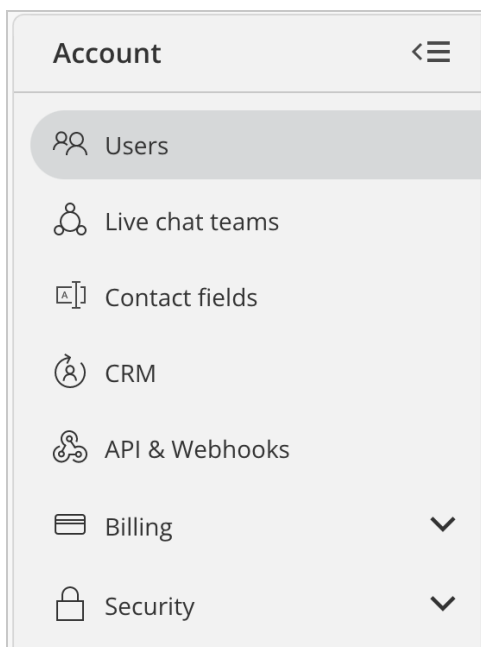 Account
Users
Live chat teams
Contact fields
CRM
API & Webhooks
Billing
Security